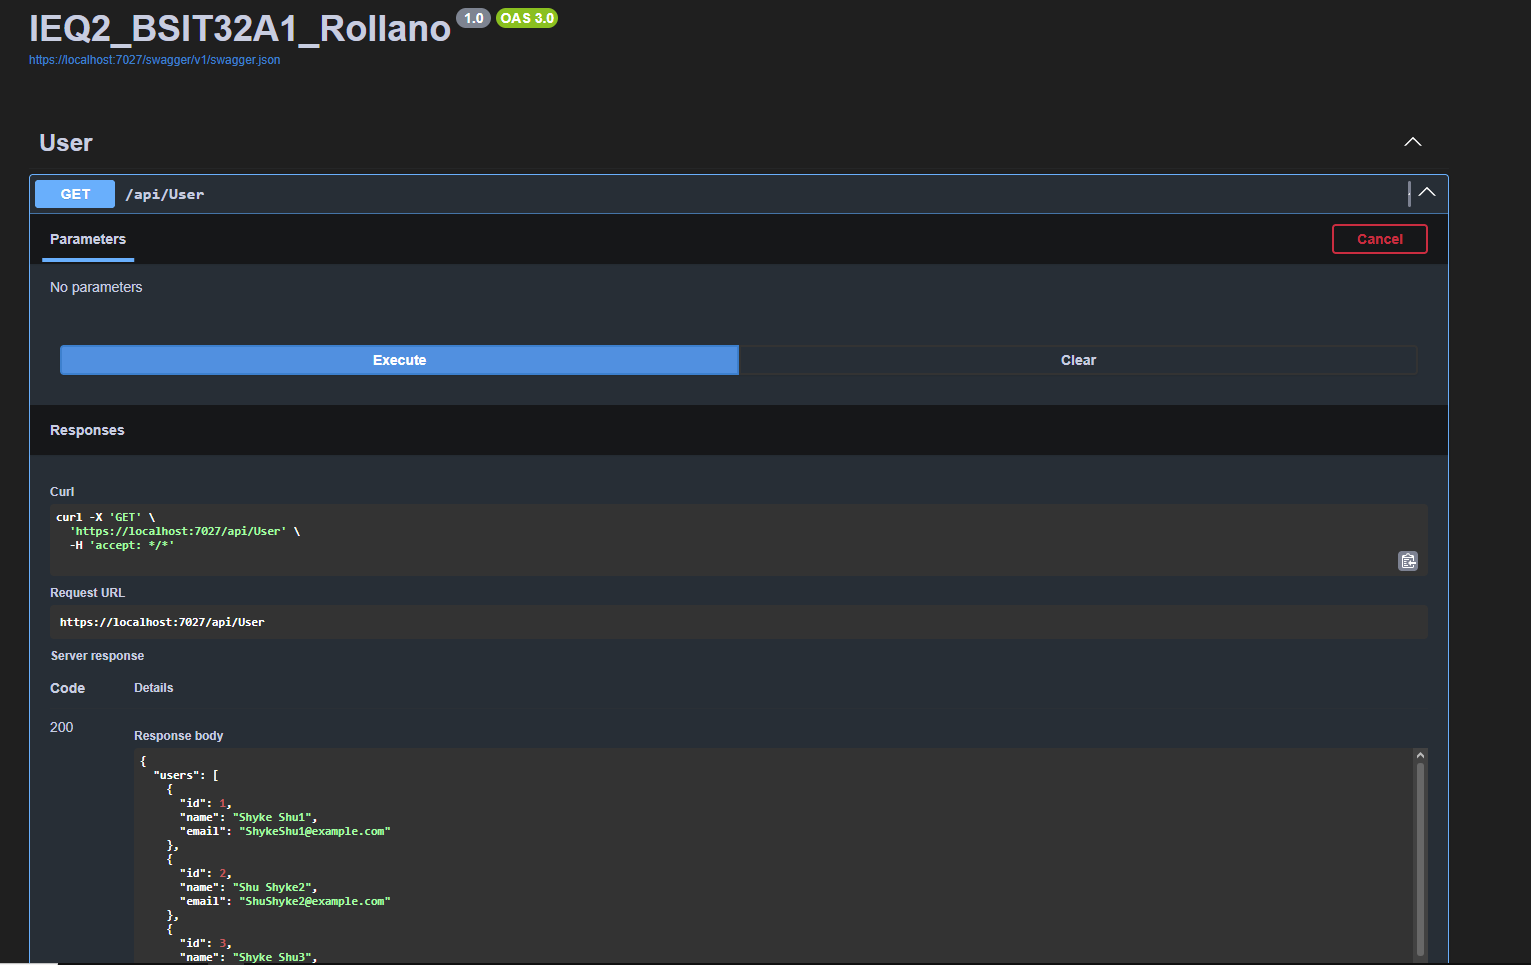 IEQ2_BSIT32A1_Rollano 1.0 OAS 3.0
https://localhost:7027/swagger/v1/swagger.json
User
GET /api/User
Parameters
Cancel
No parameters
Execute
Clear
Responses
Curl
curl -X 'GET' \
'https://localhost:7027/api/User' \
-H 'accept: */*'
Request URL
https://localhost:7027/api/User
Server response
Code Details
200
Response body
{
"users": [
{
"id": 1,
"name": "Shyke Shu1",
"email": "ShykeShu1@example.com"
},
{
"id": 2,
"name": "Shu Shyke2",
"email": "ShuShyke2@example.com"
},
{
"id": 3,
"name": "Shyke Shu3",